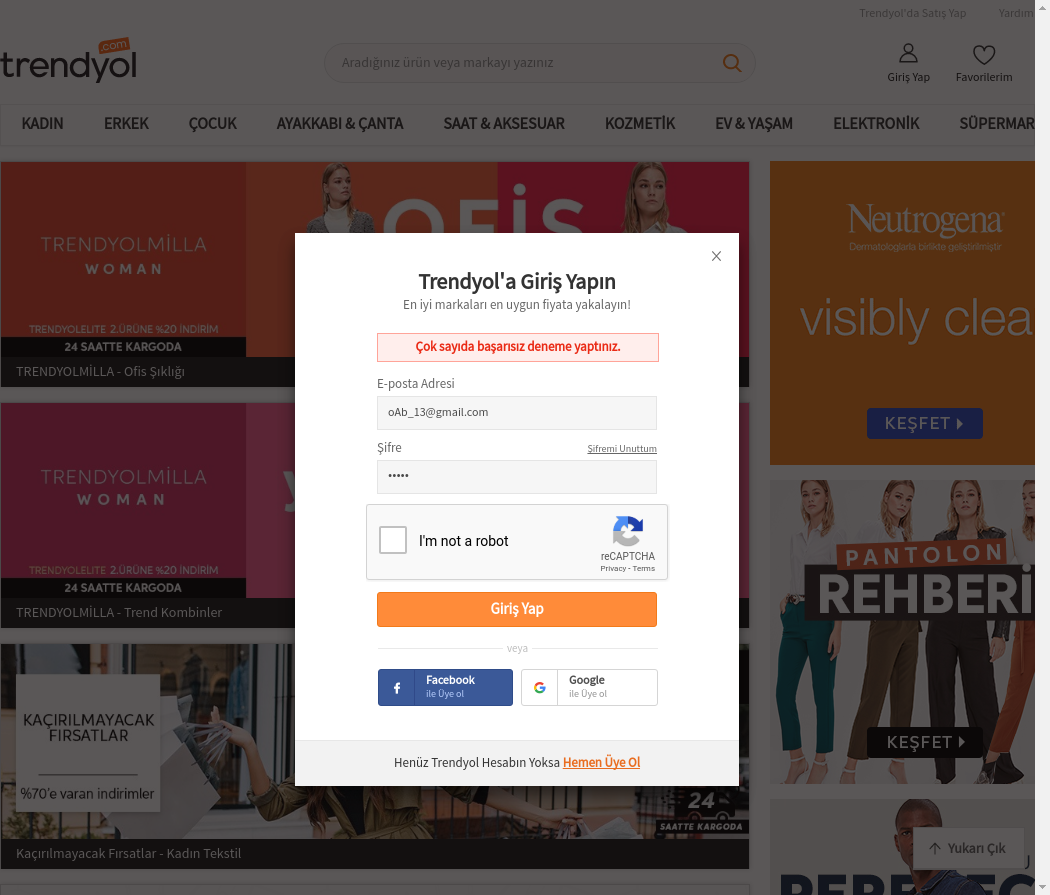 Trendyol'da Satış Yap
Yardım
trendyol
.com
Aradığınız ürün veya markayı yazınız
Giriş Yap
Favorilerim
KADIN
ERKEK
ÇOCUK
AYAKKABI & ÇANTA
SAAT & AKSESUAR
KOZMETİK
EV & YAŞAM
ELEKTRONİK
SÜPERMAR
TRENDYOLMİLLA
WOMAN
TRENDYOLELITE 2.ÜRÜNE %20 İNDİRİM
24 SAATTE KARGODA
OFİS
TRENDYOLMİLLA - Ofis Şıklığı
TRENDYOLMİLLA
WOMAN
TRENDYOLELITE 2.ÜRÜNE %20 İNDİRİM
24 SAATTE KARGODA
TRENDYOLMİLLA - Trend Kombinler
KAÇIRILMAYACAK
FIRSATLAR
%70'e varan indirimler
24
SAATTE KARGODA
Kaçırılmayacak Fırsatlar - Kadın Tekstil
Trendyol'a Giriş Yapın
En iyi markaları en uygun fiyata yakalayın!
Çok sayıda başarısız deneme yaptınız.
E-posta Adresi
oAb_13@gmail.com
Şifre
Şifremi Unuttum
•••••
I'm not a robot
reCAPTCHA
Privacy - Terms
Giriş Yap
veya
Facebook
ile Üye ol
Google
ile Üye ol
Henüz Trendyol Hesabın Yoksa Hemen Üye Ol
Neutrogena
Dermatologlarla birlikte geliştirilmiştir
visibly clea
KEŞFET
PANTOLON
REHBERİ
KEŞFET
Yukarı Çık